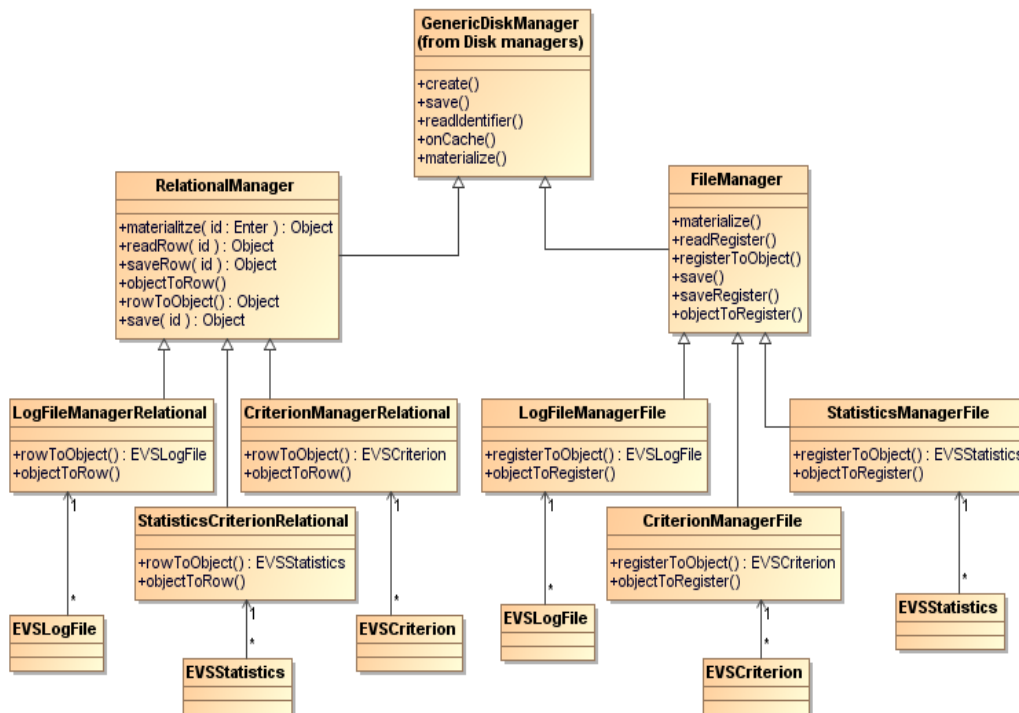 GenericDiskManager
(from Disk managers)
+create()
+save()
+readIdentifier()
+onCache()
+materialize()
RelationalManager
+materialitze( id : Enter ) : Object
+readRow( id ) : Object
+saveRow( id ) : Object
+objectToRow()
+rowToObject() : Object
+save( id ) : Object
FileManager
+materialize()
+readRegister()
+registerToObject()
+save()
+saveRegister()
+objectToRegister()
LogFileManagerRelational
+rowToObject() : EVSLogFile
+objectToRow()
CriterionManagerRelational
+rowToObject() : EVSCriterion
+objectToRow()
LogFileManagerFile
+registerToObject() : EVSLogFile
+objectToRegister()
StatisticsManagerFile
+registerToObject() : EVSStatistics
+objectToRegister()
1
1
1
1
StatisticsCriterionRelational
+rowToObject() : EVSStatistics
+objectToRow()
CriterionManagerFile
+registerToObject() : EVSCriterion
+objectToRegister()
*
*
*
*
1
1
*
*
EVSLogFile
EVSCriterion
EVSLogFile
EVSStatistics
EVSStatistics
EVSCriterion